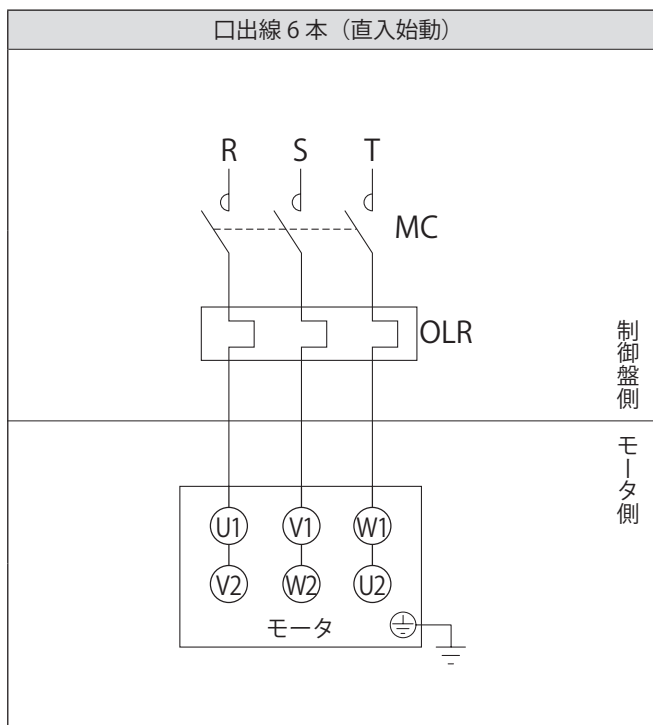 口出線 6 本（直入始動）
R S T
MC
OLR
制御盤側
モータ側
U1 V1 W1
V2 W2 U2
モータ